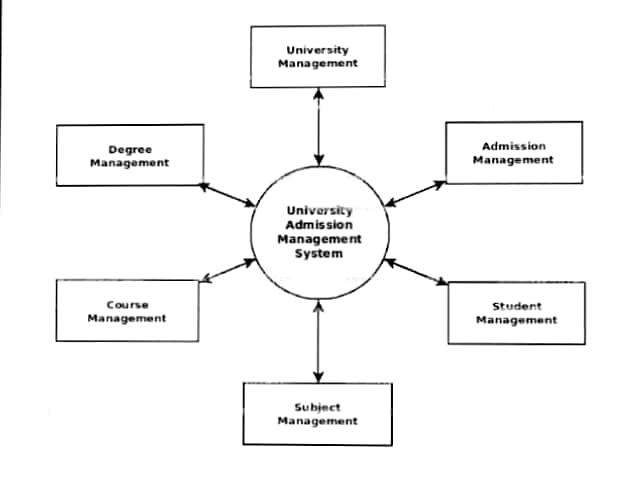 University
Management
Degree
Management
Admission
Management
University
Admission
Management
System
Course
Management
Student
Management
Subject
Management